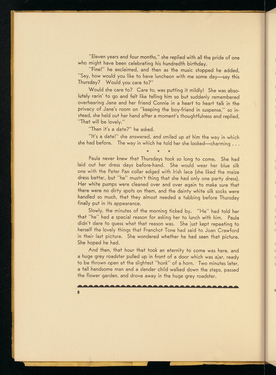 "Eleven years and four months," she replied with all the pride of one
who might have been celebrating his hundredth birthday.
"Fine!" he exclaimed, and then as the music stopped he added,
"Say, how would you like to have luncheon with me some day—say this
Thursday? Would you care to?"
Would she care to? Care to, was putting it mildly! She was abso-
lutely rarin' to go and felt like telling him so but suddenly remembered
overhearing Jane and her friend Connie in a heart to heart talk in the
privacy of Jane's room on "keeping the boy-friend in suspense." so in-
stead, she held out her hand after a moment's thoughtfulness and replied,
"That will be lovely."
"Then it's a date?" he asked.
"It's a date!" she answered, and smiled up at him the way in which
she had before. The way in which he told her she looked—charming . . .
* * *
Paula never knew that Thursdays took so long to come. She had
laid out her dress days before-hand. She would wear her blue silk
one with the Peter Pan collar edged with Irish lace (she liked the maize
dress better, but "he" mustn't thing that she had only one party dress).
Her white pumps were cleaned over and over again to make sure that
there were no dirty spots on them, and the dainty white silk socks were
handled so much, that they almost needed a tubbing before Thursday
finally put in its appearance.
Slowly, the minutes of the morning ticked by. "He" had told her
that "he" had a special reason for asking her to lunch with him. Paula
didn't dare to guess what that reason was. She just kept repeating to
herself the lovely things that Franchot Tone had said to Joan Crawford
in their last picture. She wondered whether he had seen that picture.
She hoped he had.
And then, that hour that took an eternity to come was here, and
a huge grey roadster pulled up in front of a door which was ajar, ready
to be thrown open at the slightest "honk" of a horn. Two minutes later,
a tall handsome man and a slender child walked down the steps, passed
the flower garden, and drove away in the huge grey roadster.
8